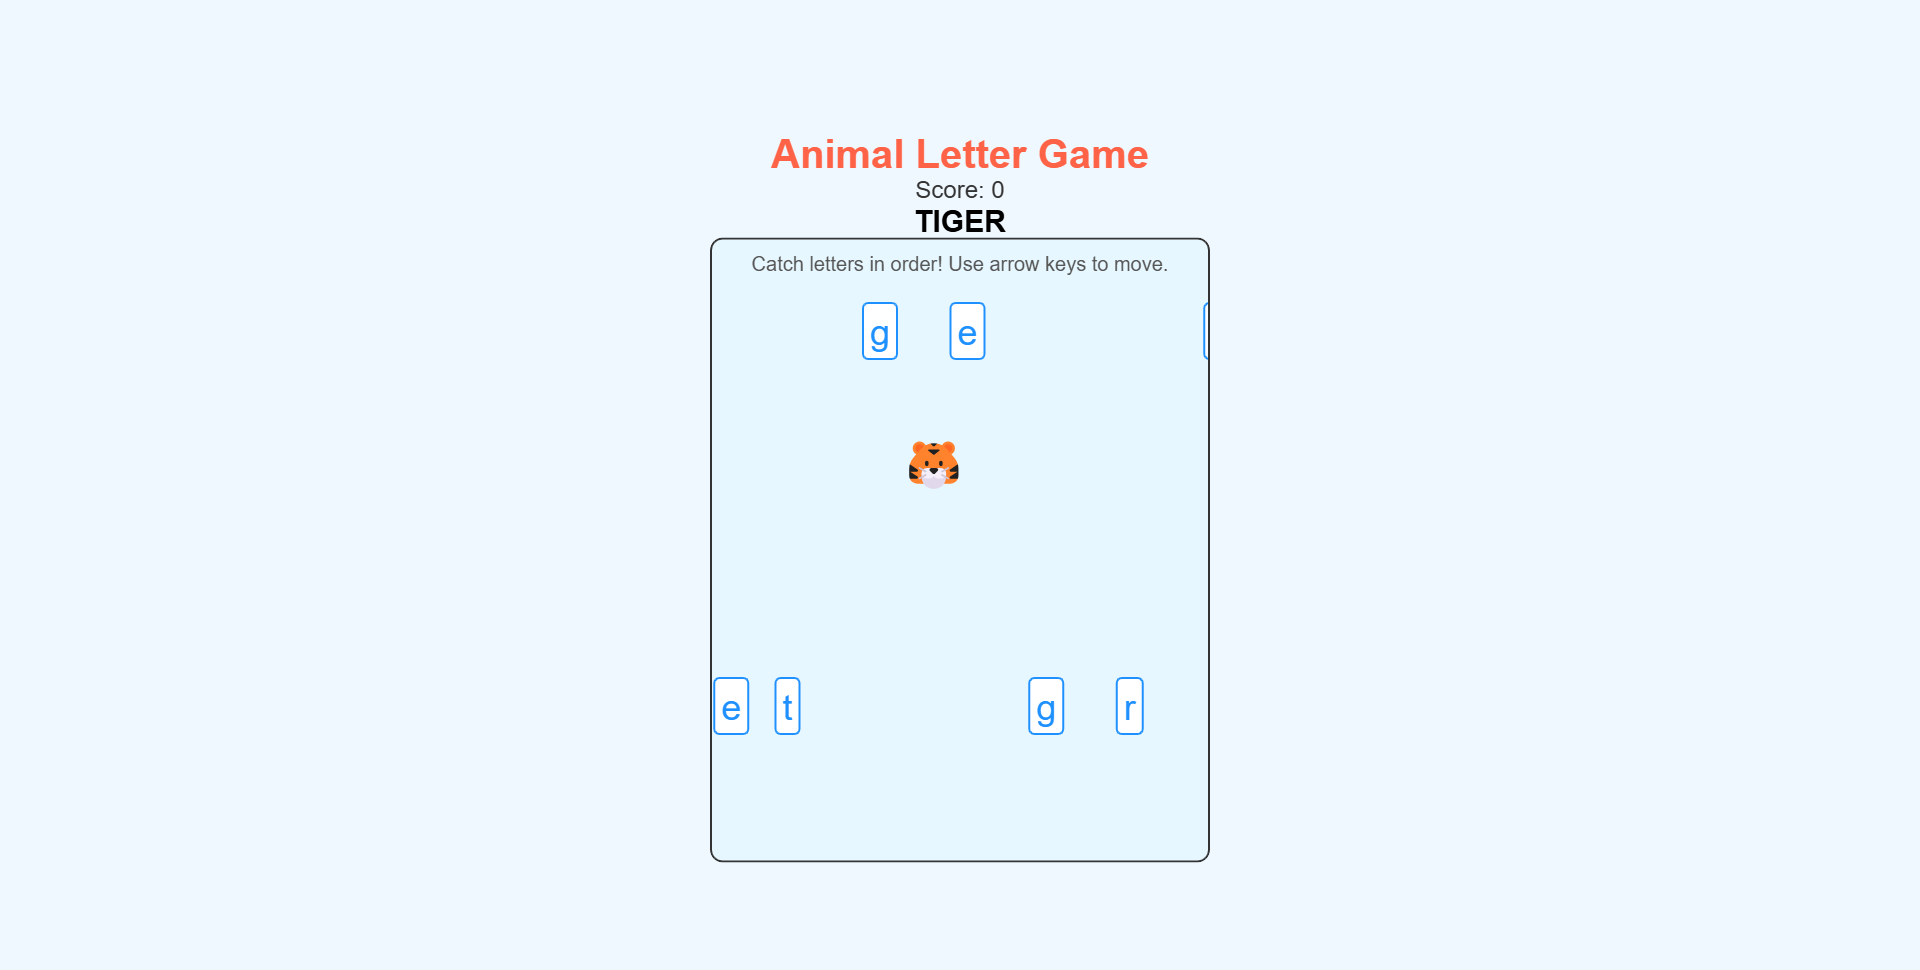 Animal Letter Game
Score: 0
TIGER
Catch letters in order! Use arrow keys to move.
g e
e t g r